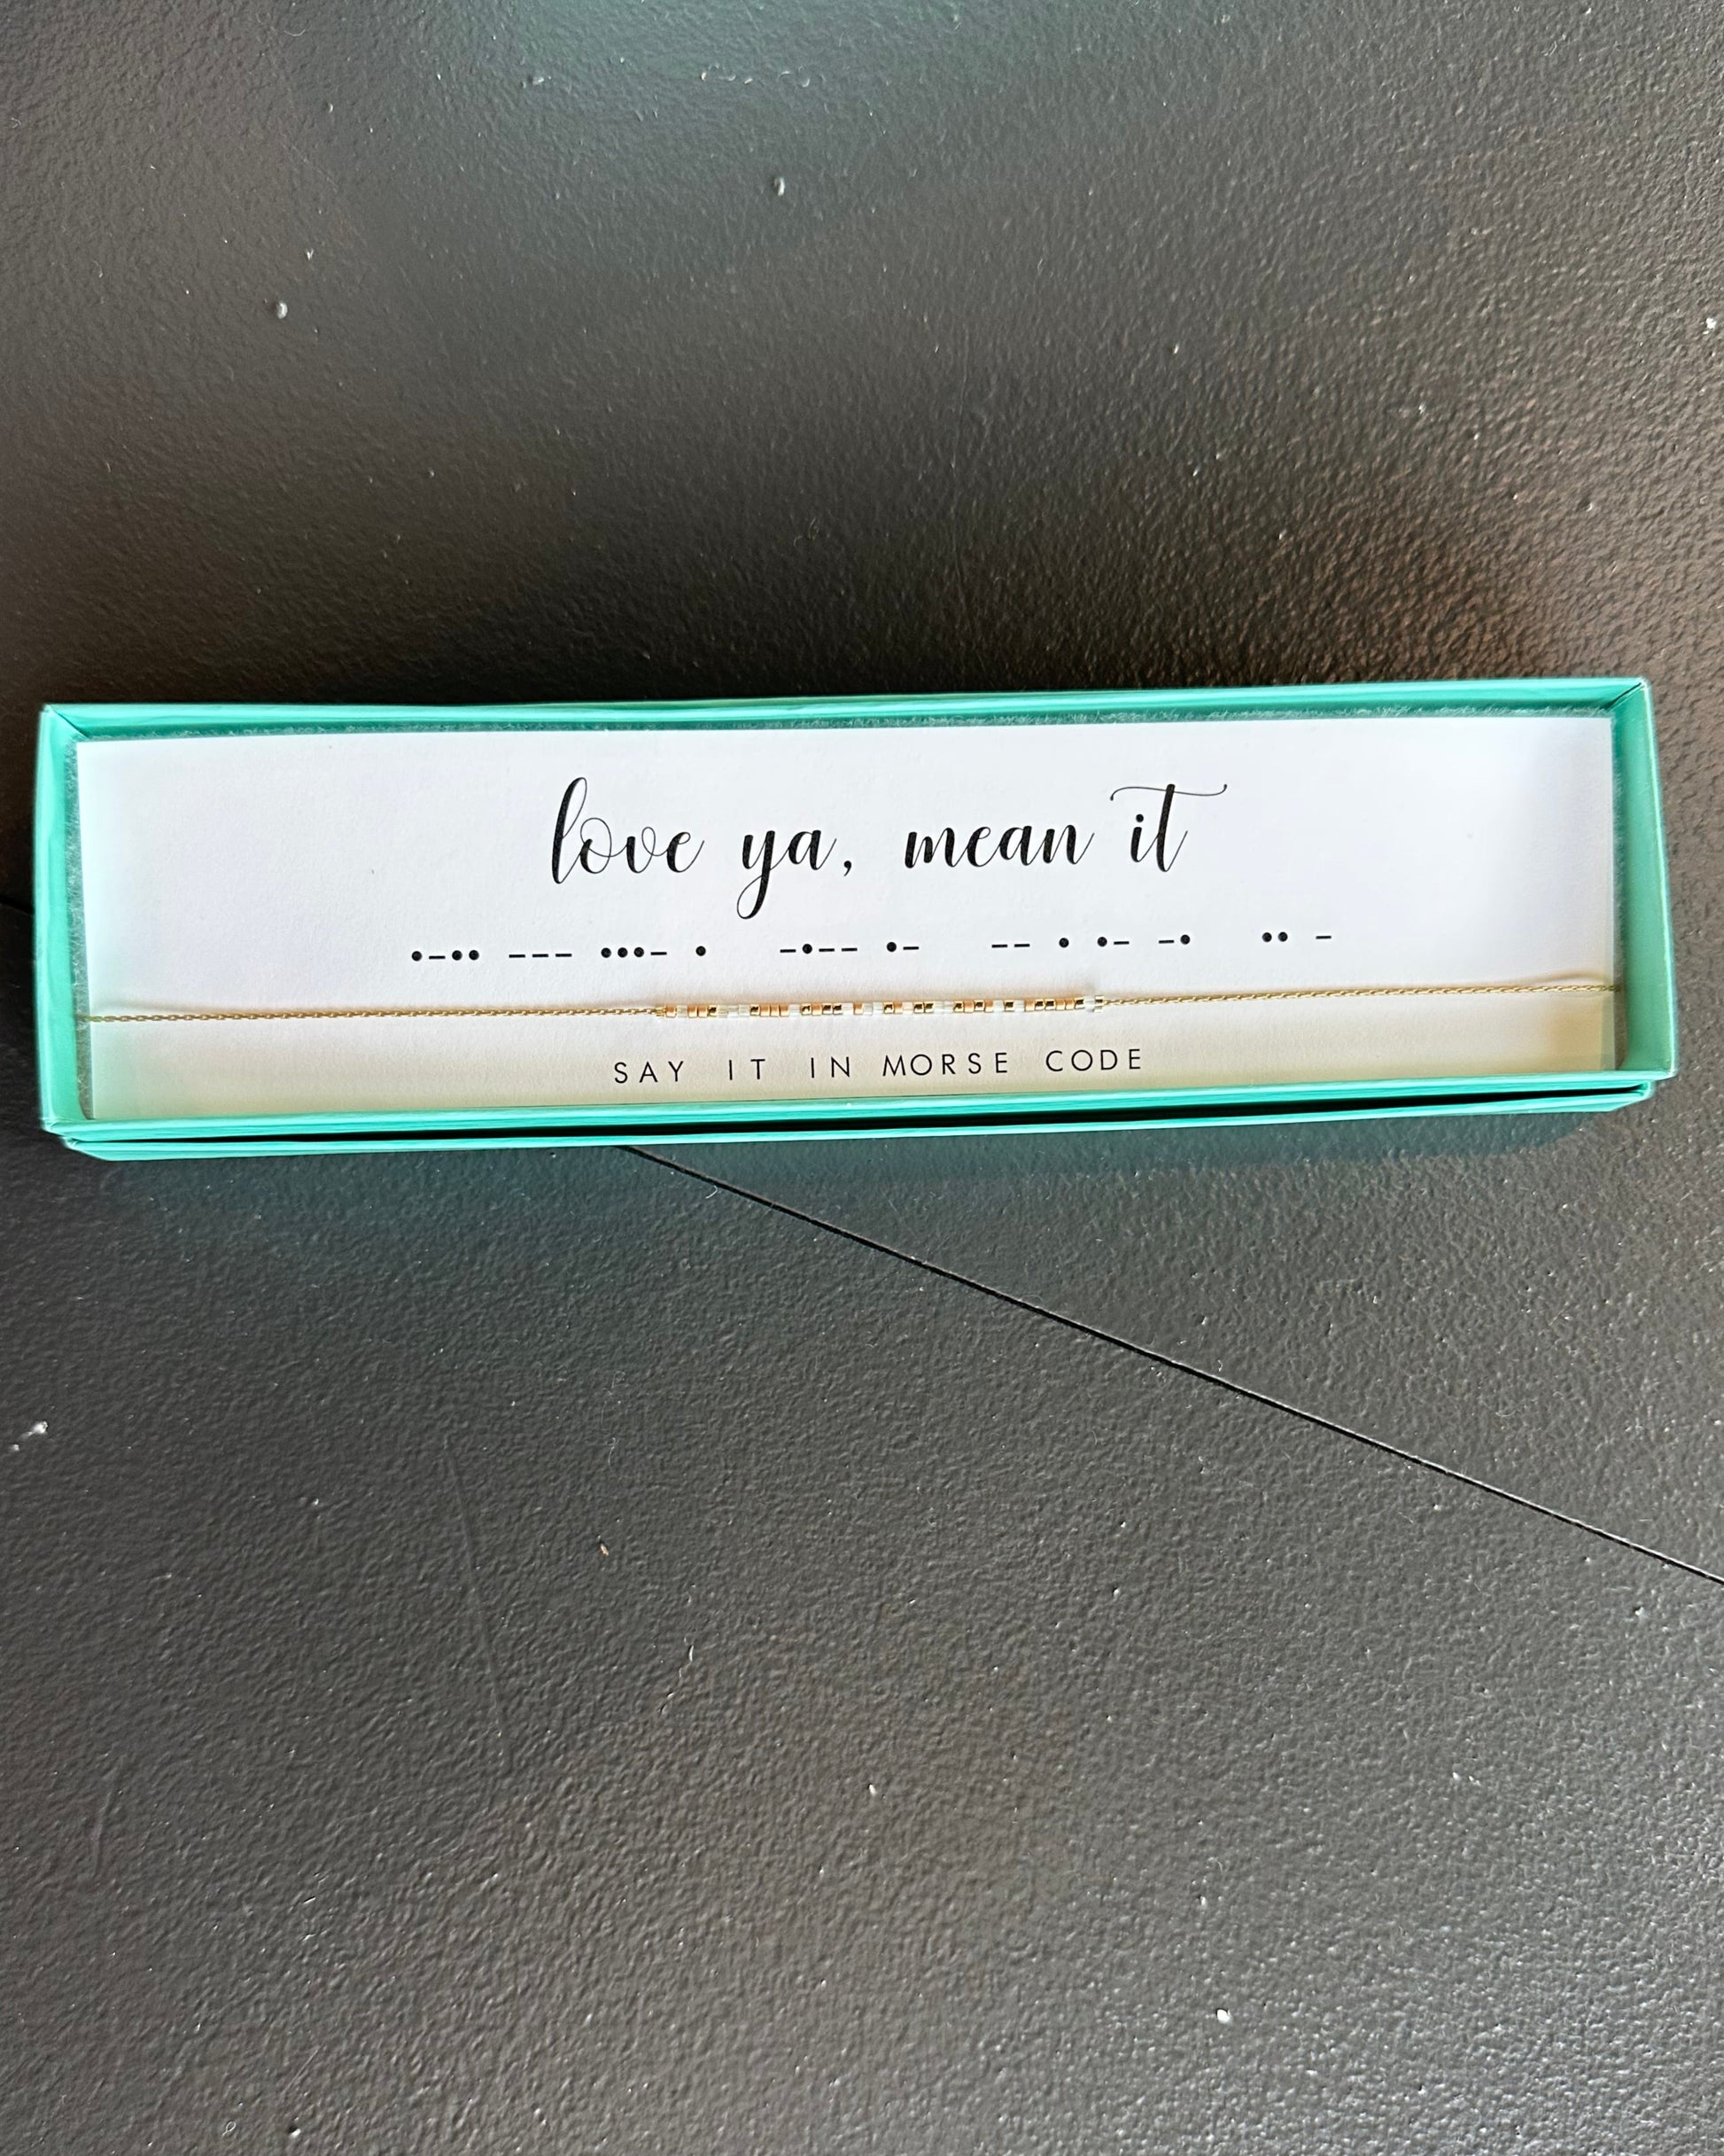 love ya, mean it
•–•• ––– •••– •   –•–– •–   –– • •– –•   •• –
SAY IT IN MORSE CODE